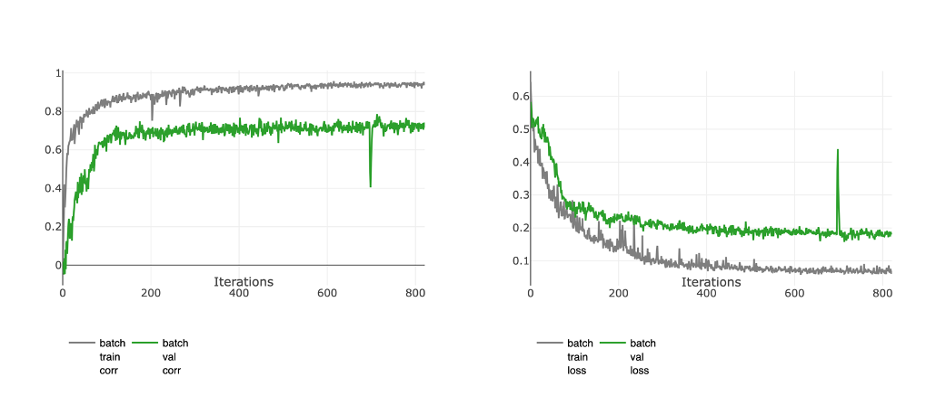 1
0.8
0.6
0.4
0.2
0
Iterations
0 200 400 600 800
batch train corr
batch val corr
0.6
0.5
0.4
0.3
0.2
0.1
Iterations
0 200 400 600 800
batch train loss
batch val loss